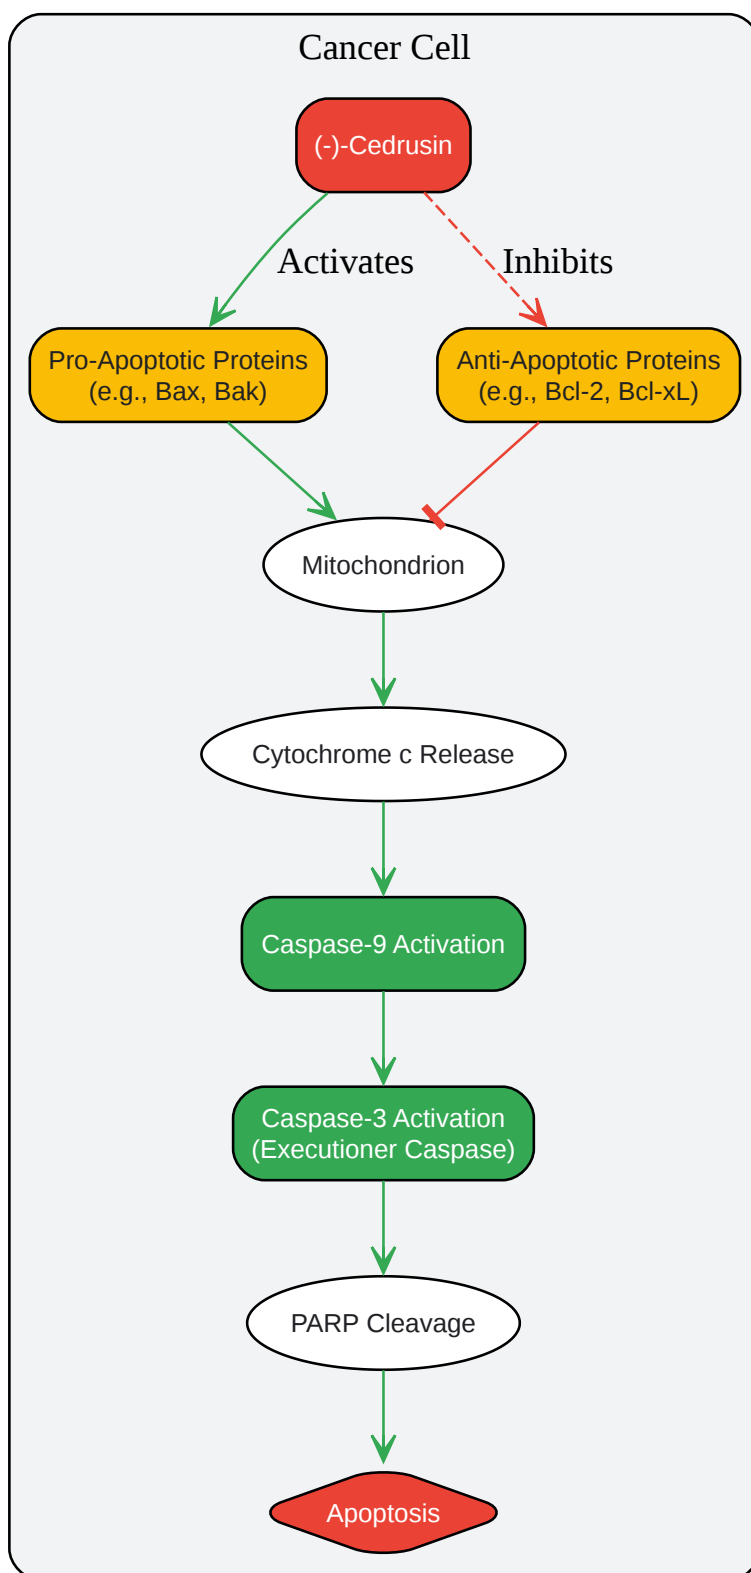 Cancer Cell
(-)-Cedrusin
Activates
Inhibits
Pro-Apoptotic Proteins
(e.g., Bax, Bak)
Anti-Apoptotic Proteins
(e.g., Bcl-2, Bcl-xL)
Mitochondrion
Cytochrome c Release
Caspase-9 Activation
Caspase-3 Activation
(Executioner Caspase)
PARP Cleavage
Apoptosis